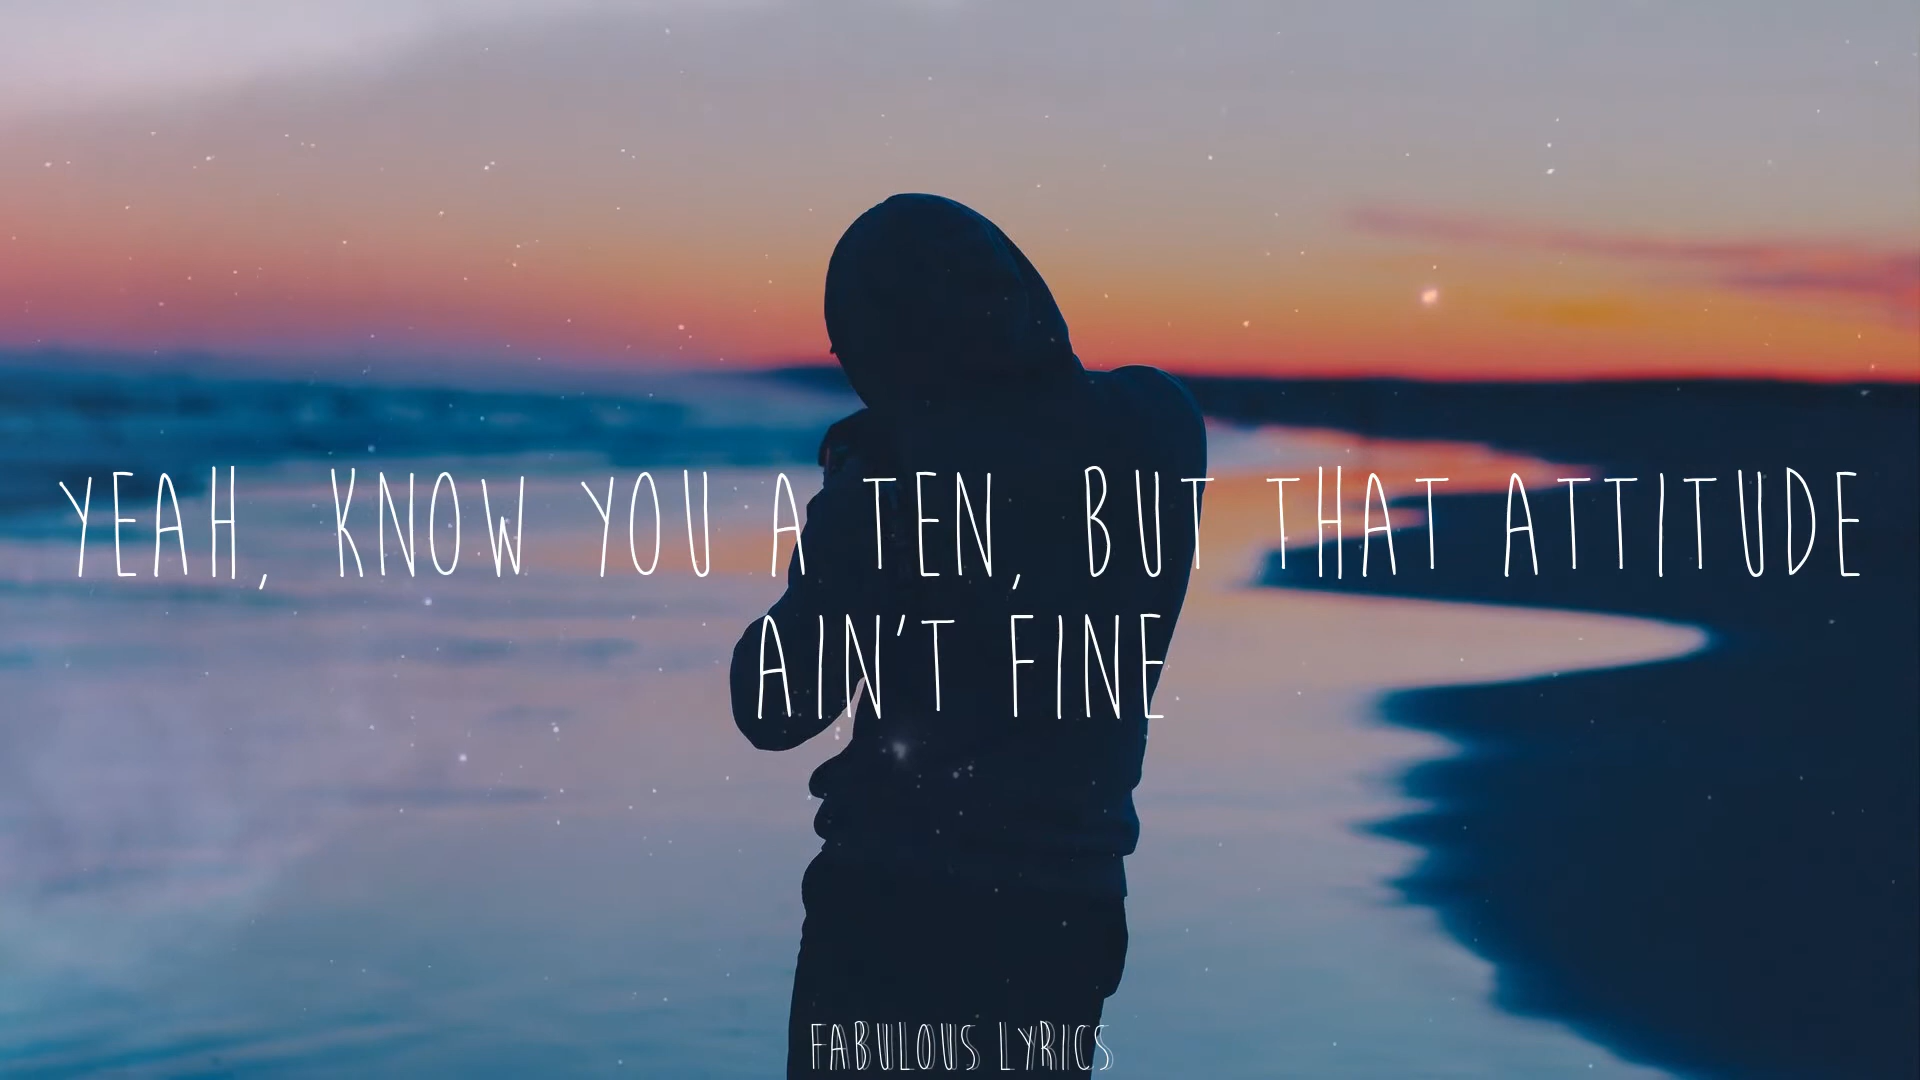 YEAH, KNOW YOU A TEN, BUT THAT ATTITUDE
AIN'T FINE
FABULOUS LYRICS